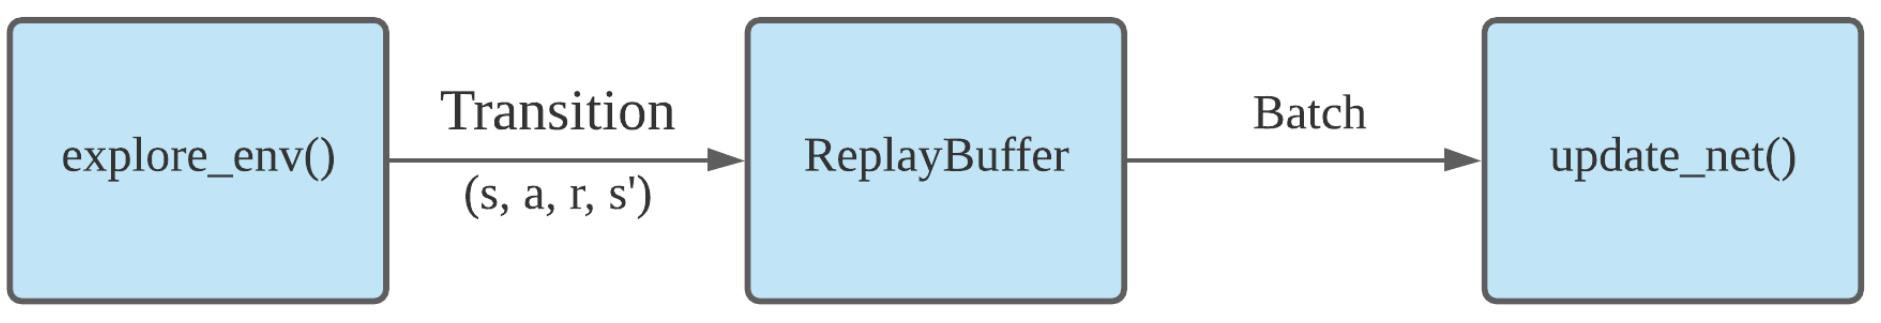 explore_env()
Transition
(s, a, r, s')
ReplayBuffer
Batch
update_net()